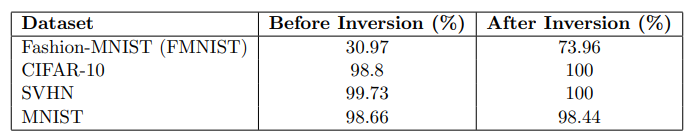 Dataset Before Inversion (%) After Inversion (%)
Fashion-MNIST (FMNIST) 30.97 73.96
CIFAR-10 98.8 100
SVHN 99.73 100
MNIST 98.66 98.44